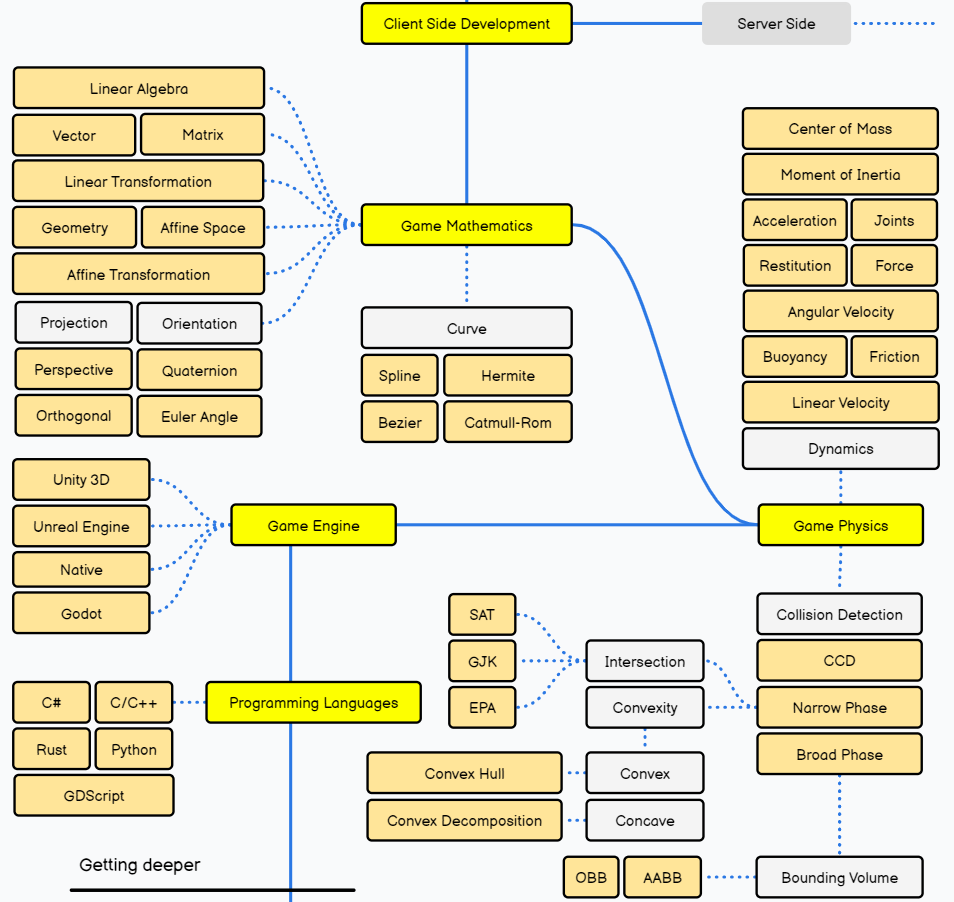 Client Side Development
Server Side
Linear Algebra
Vector
Matrix
Linear Transformation
Geometry
Affine Space
Affine Transformation
Projection
Orientation
Perspective
Quaternion
Orthogonal
Euler Angle
Game Mathematics
Curve
Spline
Hermite
Bezier
Catmull-Rom
Center of Mass
Moment of Inertia
Acceleration
Joints
Restitution
Force
Angular Velocity
Buoyancy
Friction
Linear Velocity
Dynamics
Game Physics
Unity 3D
Unreal Engine
Native
Godot
Game Engine
Collision Detection
CCD
Narrow Phase
Broad Phase
SAT
GJK
EPA
Intersection
Convexity
Convex Hull
Convex
Convex Decomposition
Concave
OBB
AABB
Bounding Volume
C#
C/C++
Programming Languages
Rust
Python
GDScript
Getting deeper